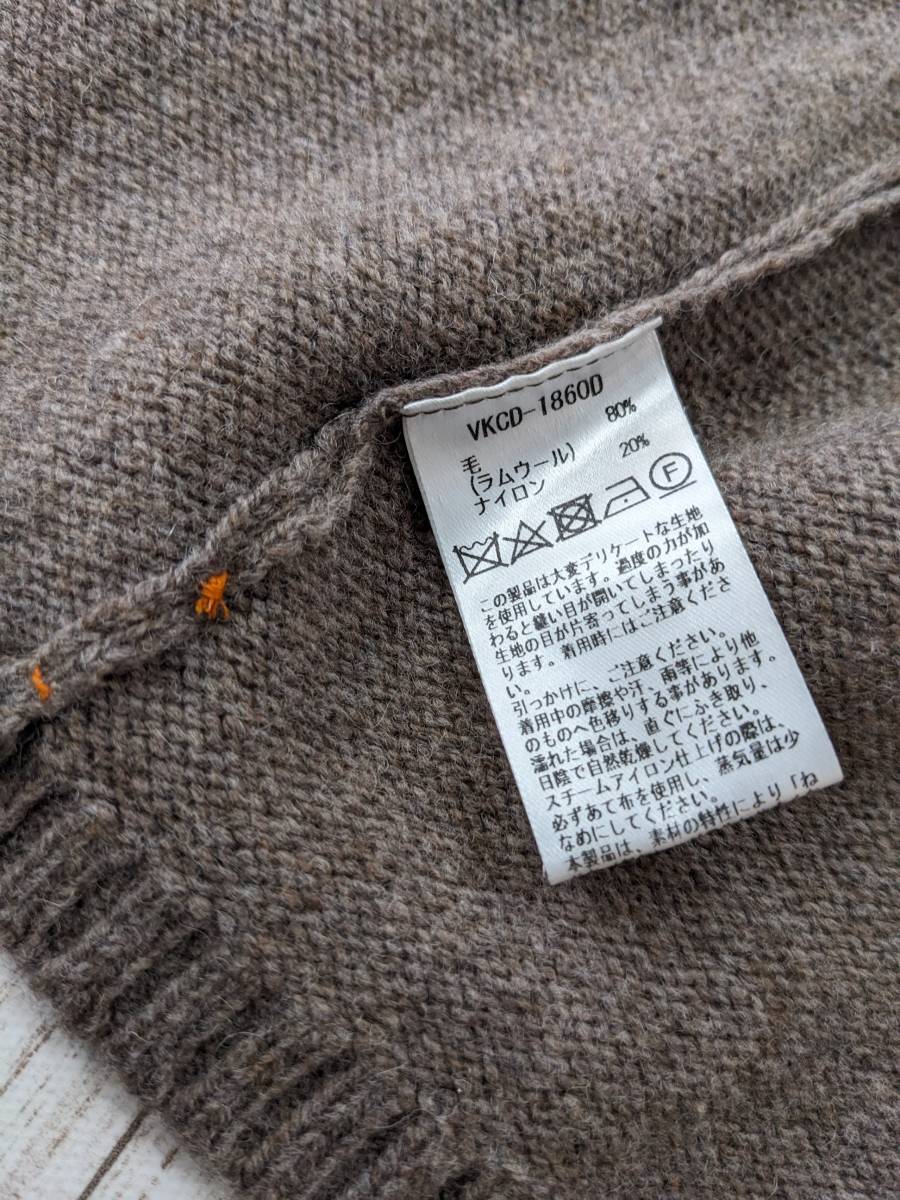 VKCD-1860D
毛 80%
(ラムウール)
ナイロン 20%
F
この製品は大変デリケートな生地
を使用しています。過度の力が加
わると縫い目が開いてしまったり
生地の目が片寄ってしまう事があ
ります。着用時にはご注意くださ
い。
引っかけに、ご注意ください。
着用中の摩擦や汗、雨等により他
のものへ色移りする事があります。
濡れた場合は、直ぐにふき取り、
日陰で自然乾燥してください。
スチームアイロン仕上げの際は、
必ずあて布を使用し、蒸気量は少
なめにしてください。
本製品は、素材の特性により「ね